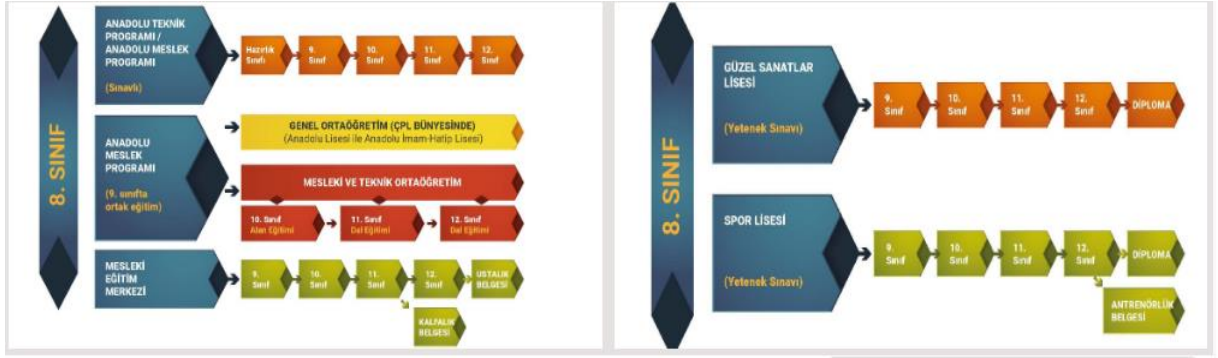 8. SINIF
ANADOLU TEKNİK
PROGRAMI /
ANADOLU MESLEK
PROGRAMI
(Sınavlı)
Hazırlık
Sınıfı
9.
Sınıf
10.
Sınıf
11.
Sınıf
12.
Sınıf
ANADOLU
MESLEK
PROGRAMI
(9. sınıfta
ortak eğitim)
GENEL ORTAÖĞRETİM (ÇPL BÜNYESİNDE)
(Anadolu Lisesi ile Anadolu İmam-Hatip Lisesi)
MESLEKİ VE TEKNİK ORTAÖĞRETİM
10. Sınıf
Alan Eğitimi
11. Sınıf
Dal Eğitimi
12. Sınıf
Dal Eğitimi
MESLEKİ
EĞİTİM
MERKEZİ
9.
Sınıf
10.
Sınıf
11.
Sınıf
12.
Sınıf
USTALIK
BELGESİ
KALFALIK
BELGESİ
8. SINIF
GÜZEL SANATLAR
LİSESİ
(Yetenek Sınavı)
9.
Sınıf
10.
Sınıf
11.
Sınıf
12.
Sınıf
DİPLOMA
SPOR LİSESİ
(Yetenek Sınavı)
9.
Sınıf
10.
Sınıf
11.
Sınıf
12.
Sınıf
DİPLOMA
ANTRENÖRLÜK
BELGESİ